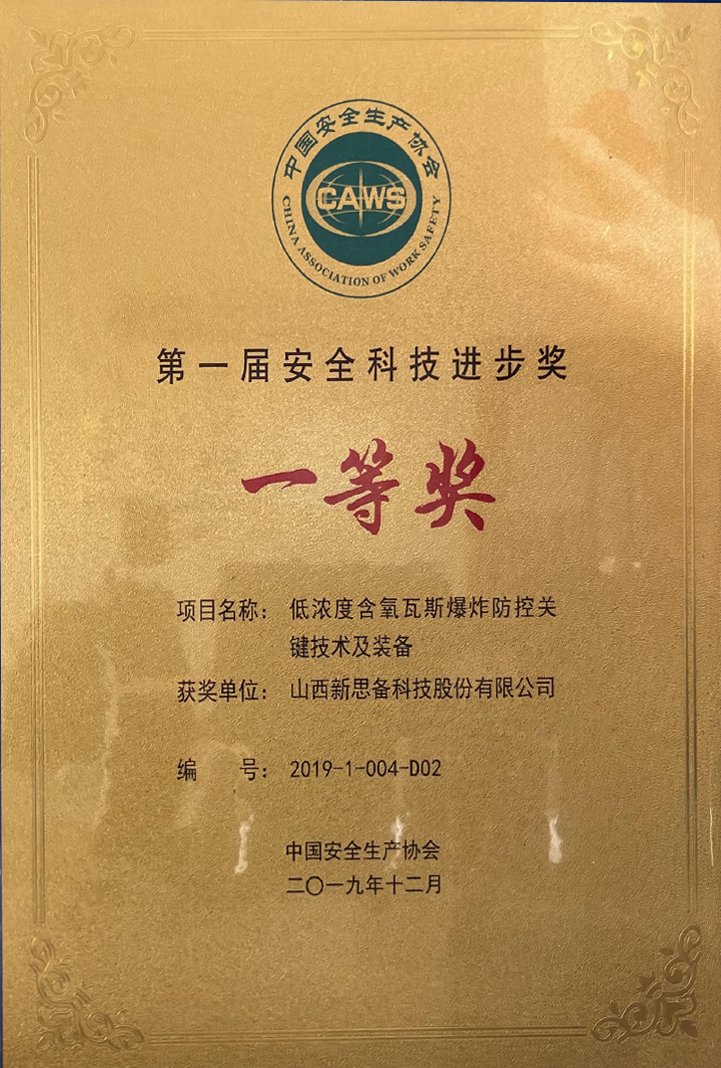 中国安全生产协会
CAWS
CHINA ASSOCIATION OF WORK SAFETY
第一届安全科技进步奖
一等奖
项目名称： 低浓度含氧瓦斯爆炸防控关
键技术及装备
获奖单位： 山西新思备科技股份有限公司
编 号： 2019-1-004-D02
中国安全生产协会
二〇一九年十二月